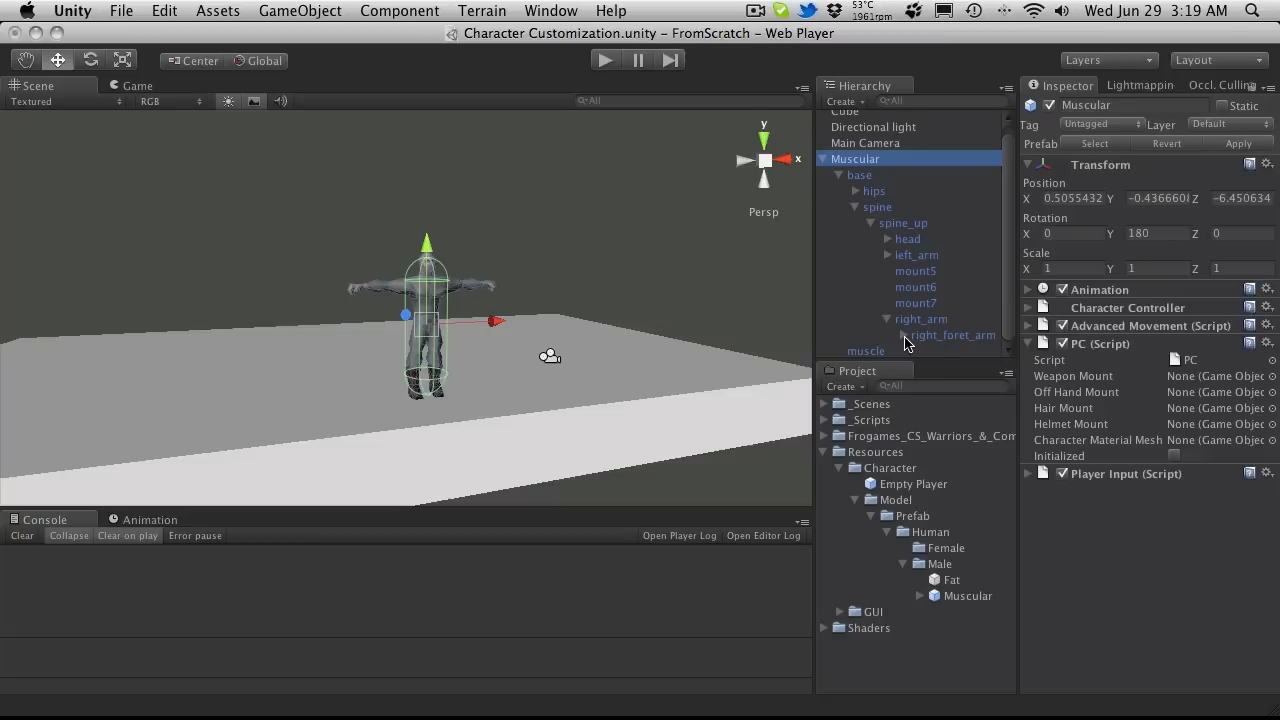 Unity File Edit Assets GameObject Component Terrain Window Help 53°C 1961rpm Wed Jun 29 3:19 AM
Character Customization.unity – FromScratch – Web Player
Center Global Layers Layout
Scene Game
Textured RGB All
y
x
Persp
Hierarchy
Create All
Cube
Directional light
Main Camera
Muscular
base
hips
spine
spine_up
head
left_arm
mount5
mount6
mount7
right_arm
right_foret_arm
muscle
Project
Create All
_Scenes
_Scripts
Frogames_CS_Warriors_&_Com
Resources
Character
Empty Player
Model
Prefab
Human
Female
Male
Fat
Muscular
GUI
Shaders
Inspector Lightmappin Occl. Culling
Muscular Static
Tag Untagged Layer Default
Prefab Select Revert Apply
Transform
Position
X 0.5055432 Y -0.4366608 Z -6.450634
Rotation
X 0 Y 180 Z 0
Scale
X 1 Y 1 Z 1
Animation
Character Controller
Advanced Movement (Script)
PC (Script)
Script PC
Weapon Mount None (Game Objec
Off Hand Mount None (Game Objec
Hair Mount None (Game Objec
Helmet Mount None (Game Objec
Character Material Mesh None (Game Objec
Initialized
Player Input (Script)
Console Animation
Clear Collapse Clear on play Error pause Open Player Log Open Editor Log